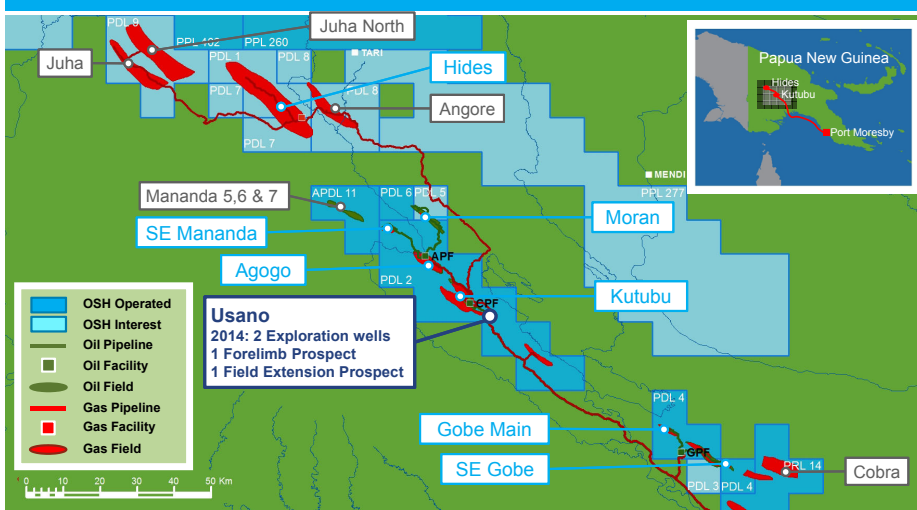 PDL 9
Juha North
PPL 402
PPL 260
TARI
Juha
PDL 1
PDL 8
Hides
PDL 7
PDL 8
Angore
PDL 7
Papua New Guinea
Hides
Kutubu
Port Moresby
MENDI
PPL 277
Mananda 5,6 & 7
APDL 11
PDL 6
PDL 5
Moran
SE Mananda
APF
Agogo
PDL 2
Kutubu
CPF
Usano
2014: 2 Exploration wells
1 Forelimb Prospect
1 Field Extension Prospect
OSH Operated
OSH Interest
Oil Pipeline
Oil Facility
Oil Field
Gas Pipeline
Gas Facility
Gas Field
0 10 20 30 40 50 Km
PDL 4
Gobe Main
GPF
SE Gobe
PDL 3
PDL 4
PRL 14
Cobra